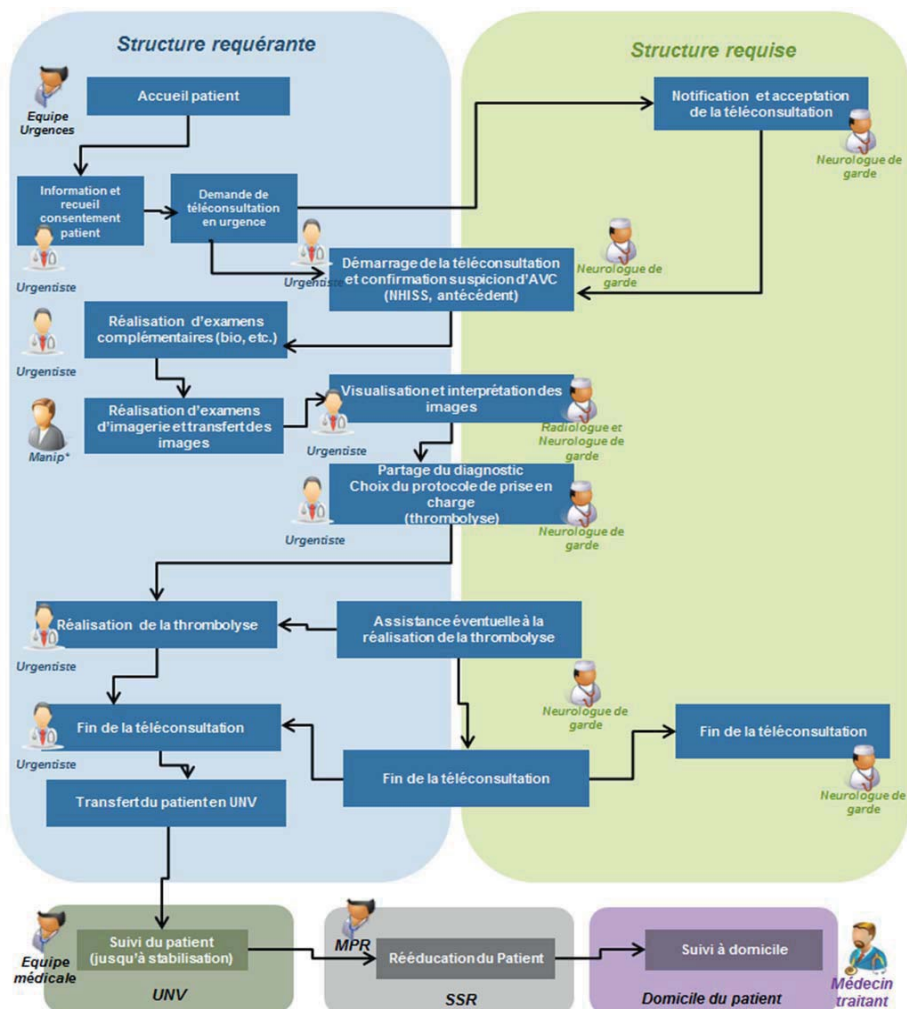 Structure requérante
Structure requise
Equipe
Urgences
Accueil patient
Notification et acceptation
de la téléconsultation
Neurologue de
garde
Information et
recueil
consentement
patient
Urgentiste
Demande de
téléconsultation
en urgence
Urgentiste
Démarrage de la téléconsultation
et confirmation suspicion d'AVC
(NHISS, antécédent)
Neurologue de
garde
Réalisation d'examens
complémentaires (bio, etc.)
Urgentiste
Réalisation d'examens
d'imagerie et transfert des
images
Manip*
Visualisation et interprétation des
images
Urgentiste
Radiologue et
Neurologue de
garde
Partage du diagnostic
Choix du protocole de prise en
charge
(thrombolyse)
Urgentiste
Neurologue de
garde
Réalisation de la thrombolyse
Urgentiste
Assistance éventuelle à la
réalisation de la thrombolyse
Neurologue de
garde
Fin de la téléconsultation
Urgentiste
Fin de la téléconsultation
Fin de la téléconsultation
Neurologue de
garde
Transfert du patient en UNV
Equipe
médicale
Suivi du patient
(jusqu'à stabilisation)
UNV
MPR
Rééducation du Patient
SSR
Suivi à domicile
Domicile du patient
Médecin
traitant